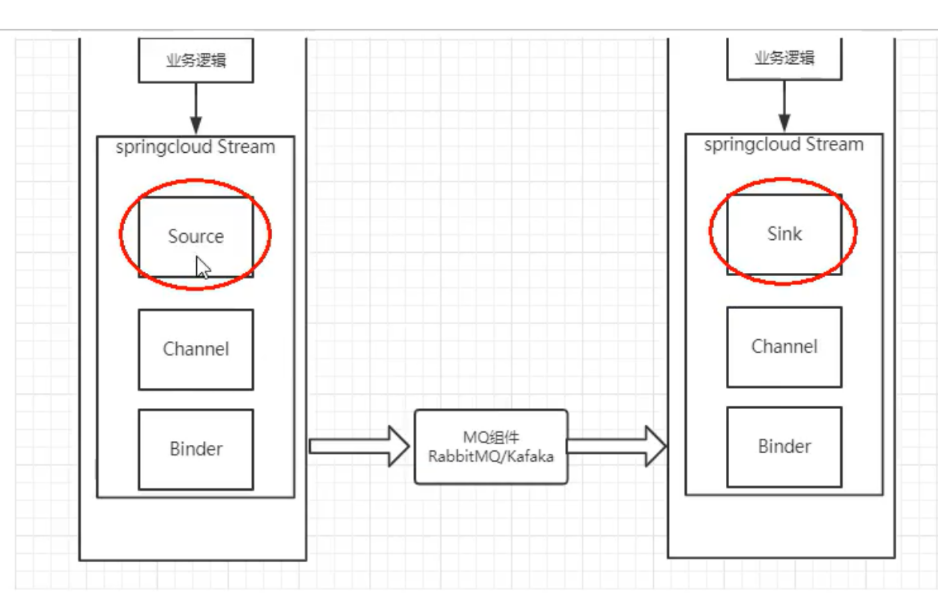 业务逻辑
springcloud Stream
Source
Channel
Binder
MQ组件
RabbitMQ/Kafaka
业务逻辑
springcloud Stream
Sink
Channel
Binder